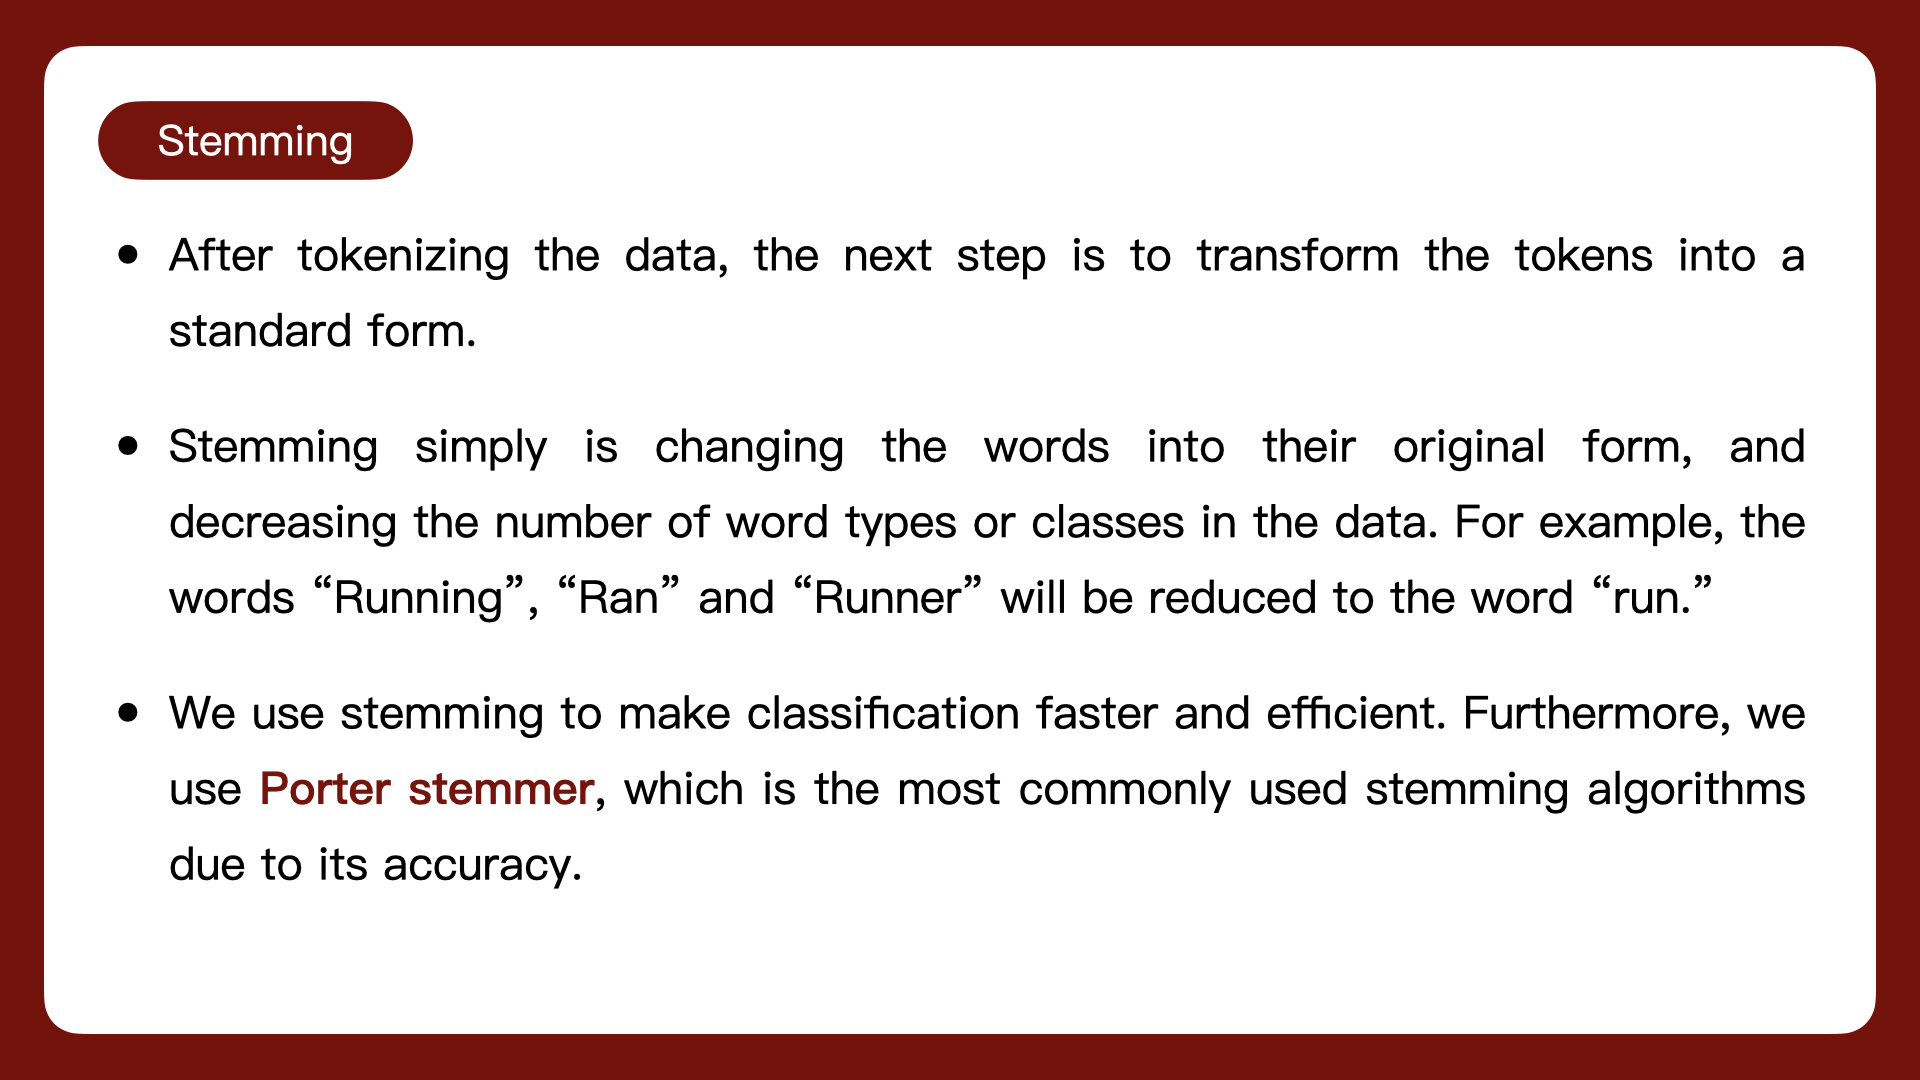 Stemming
• After tokenizing the data, the next step is to transform the tokens into a
standard form.
• Stemming simply is changing the words into their original form, and
decreasing the number of word types or classes in the data. For example, the
words “Running”, “Ran” and “Runner” will be reduced to the word “run.”
• We use stemming to make classification faster and efficient. Furthermore, we
use Porter stemmer, which is the most commonly used stemming algorithms
due to its accuracy.